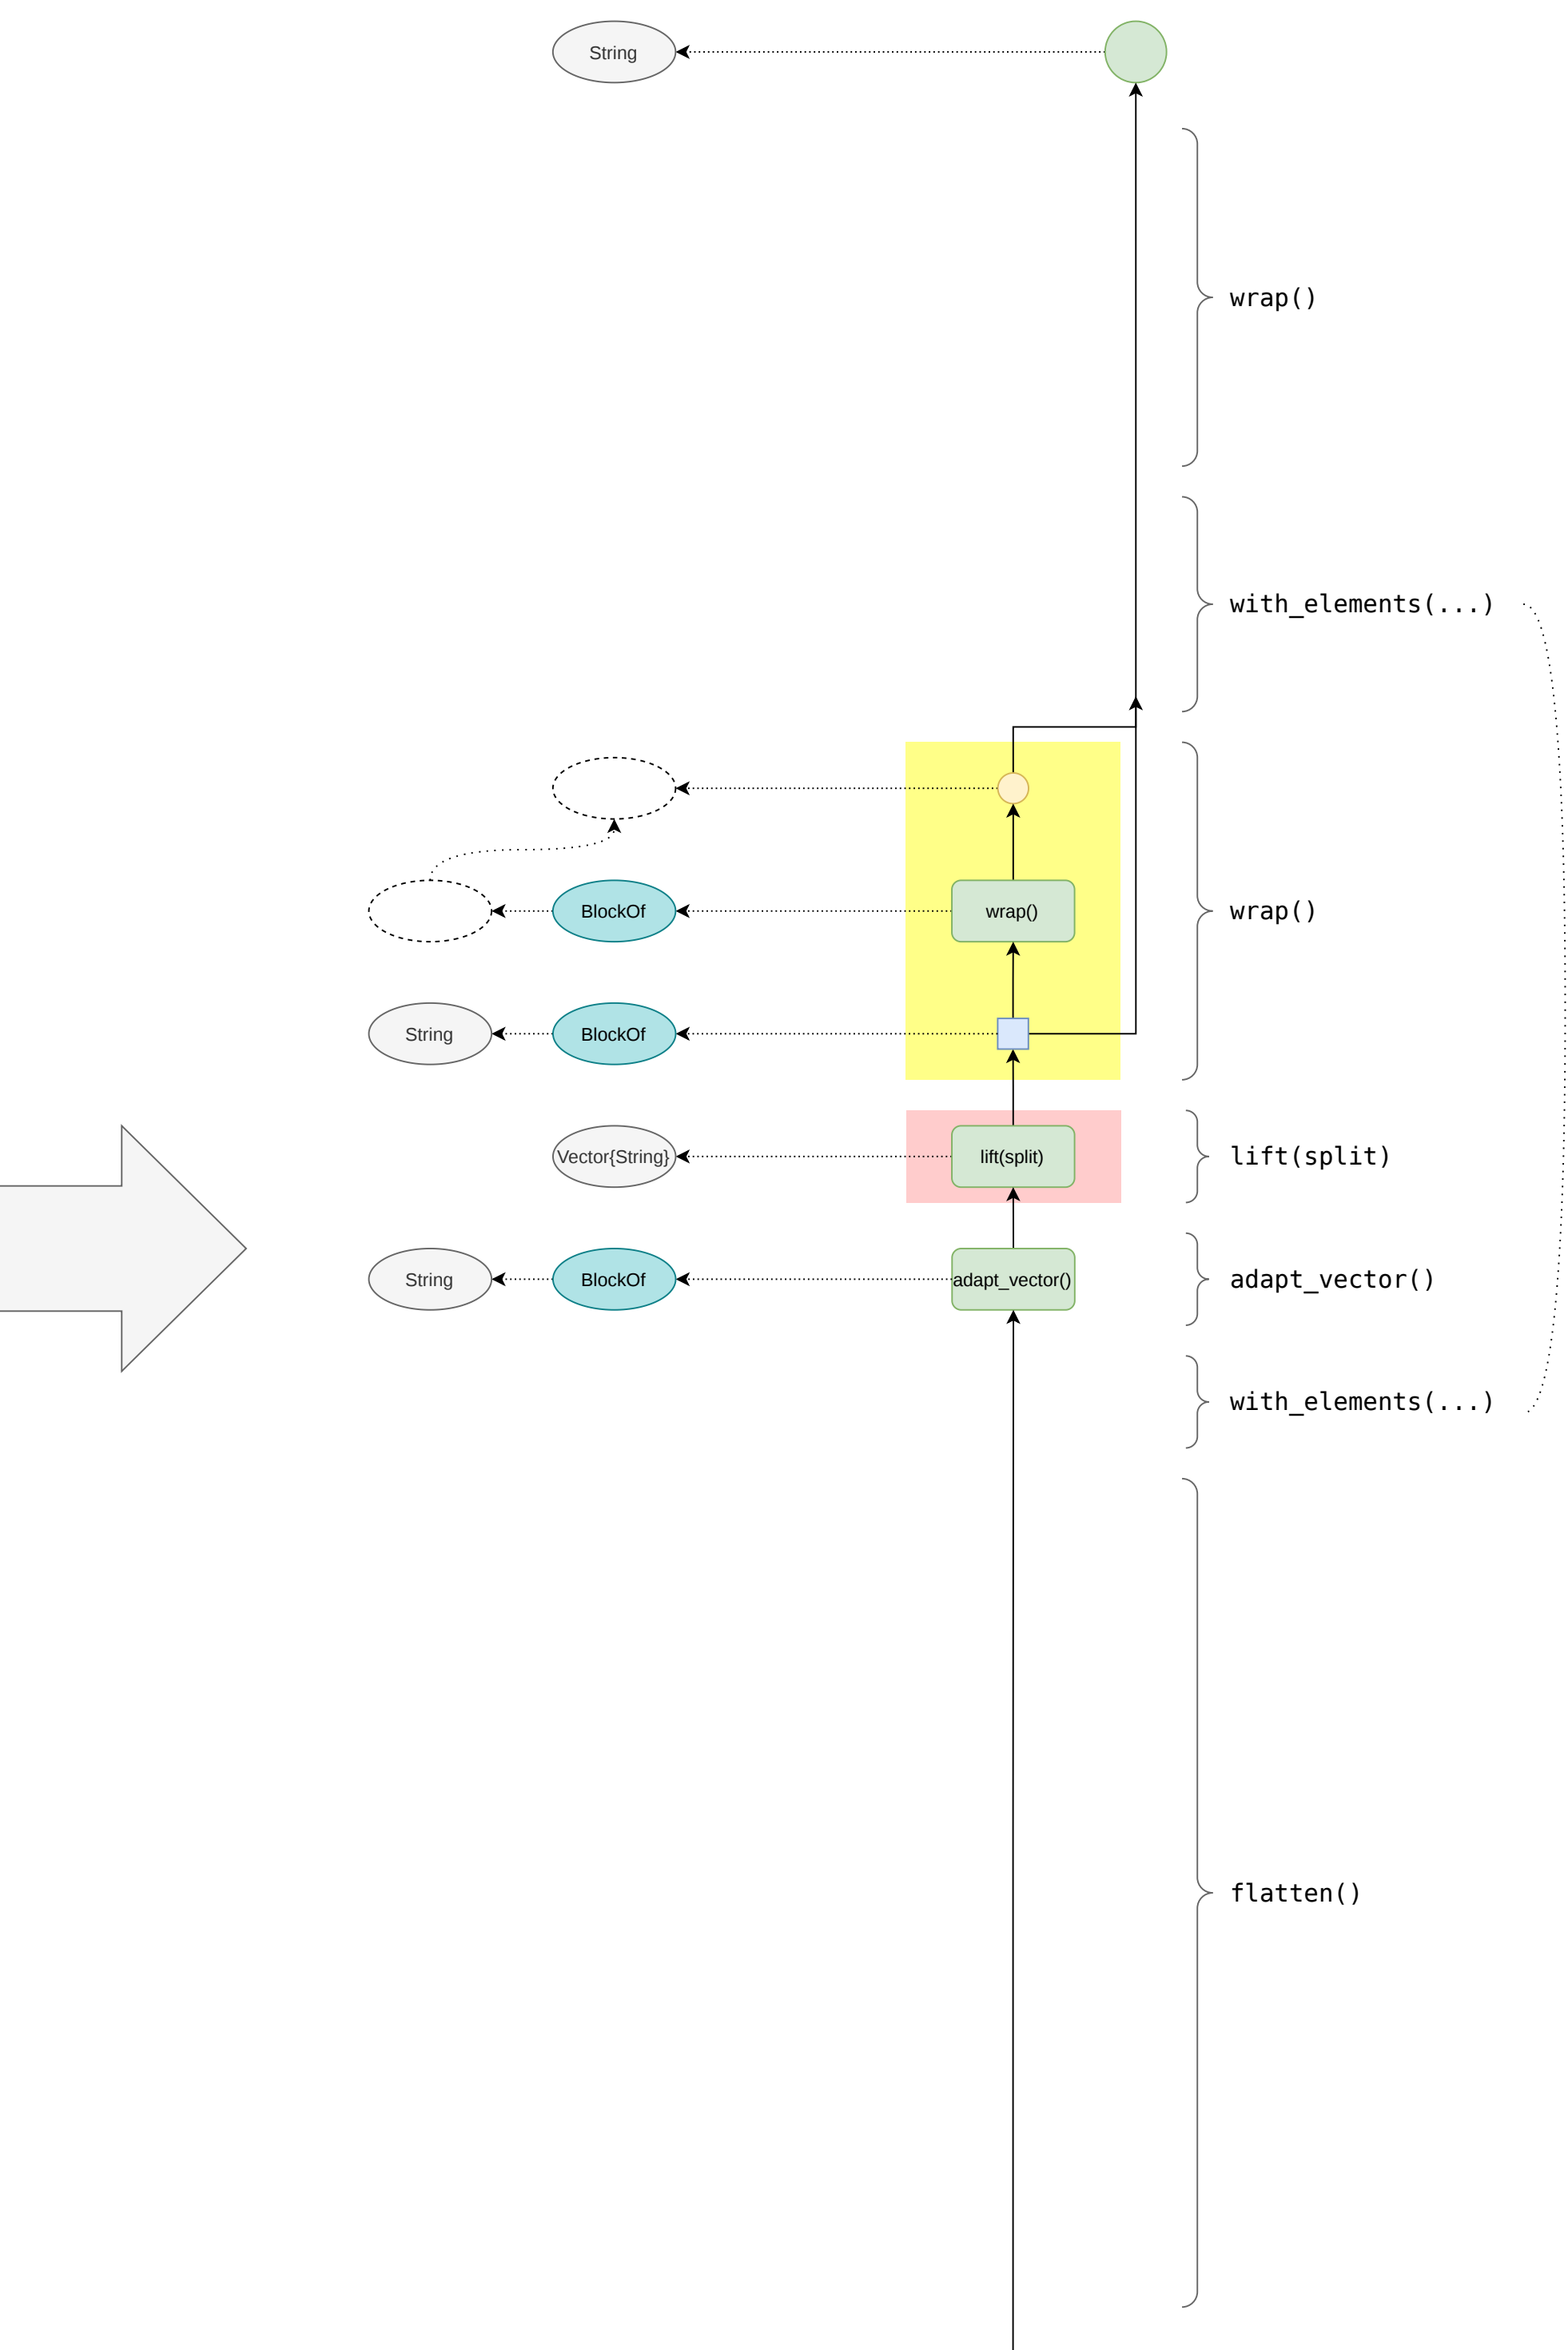 String
wrap()
with_elements(...)
BlockOf
wrap()
wrap()
String
BlockOf
Vector{String}
lift(split)
lift(split)
String
BlockOf
adapt_vector()
adapt_vector()
with_elements(...)
flatten()